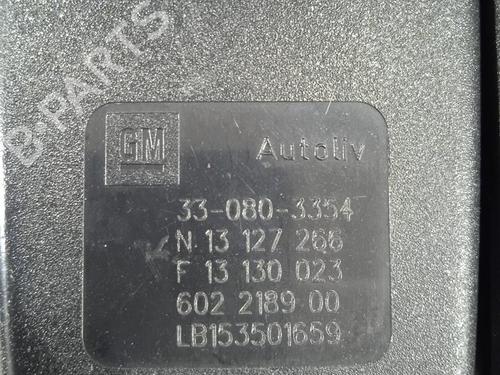 B-PARTS
GM Autoliv
33-080-3354
N 13 127 266
F 13 130 023
602 2189 00
LB153501659